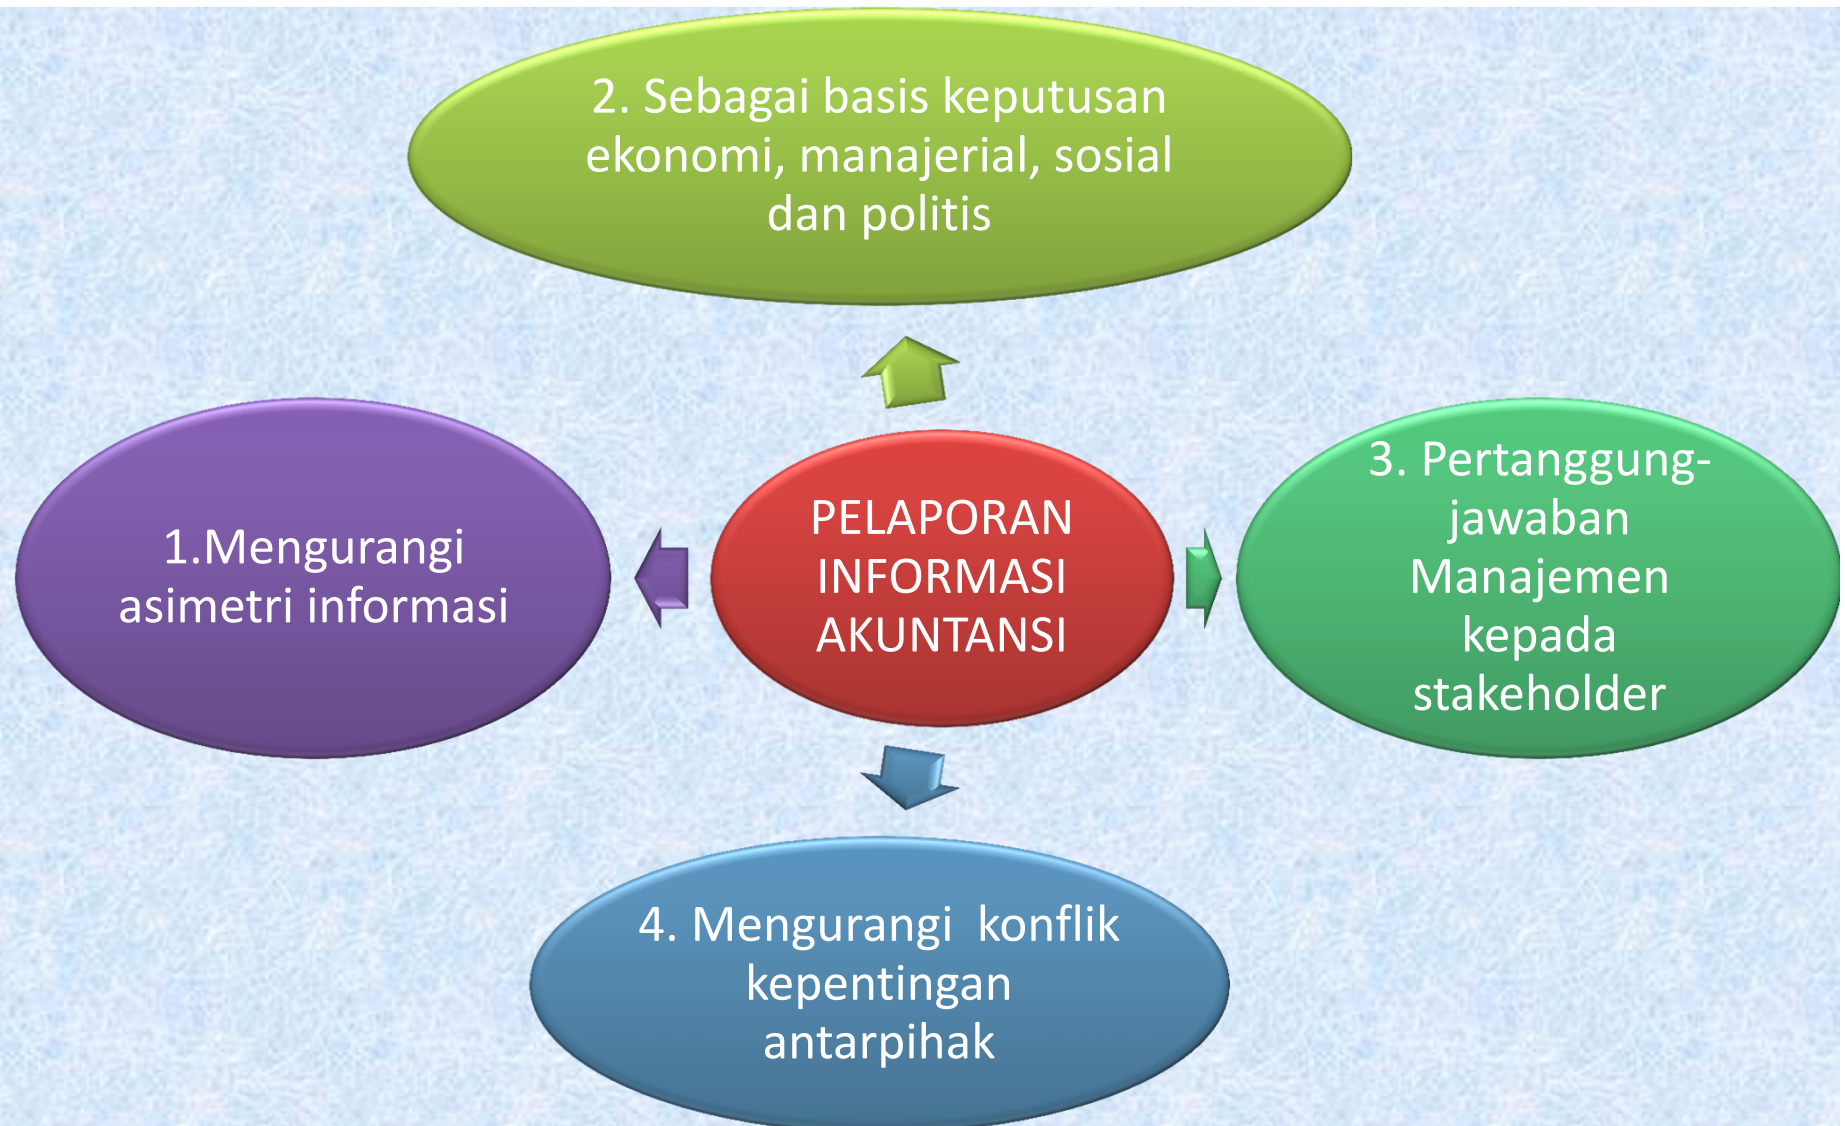 2. Sebagai basis keputusan
ekonomi, manajerial, sosial
dan politis
1.Mengurangi
asimetri informasi
PELAPORAN
INFORMASI
AKUNTANSI
3. Pertanggung-
jawaban
Manajemen
kepada
stakeholder
4. Mengurangi  konflik
kepentingan
antarpihak